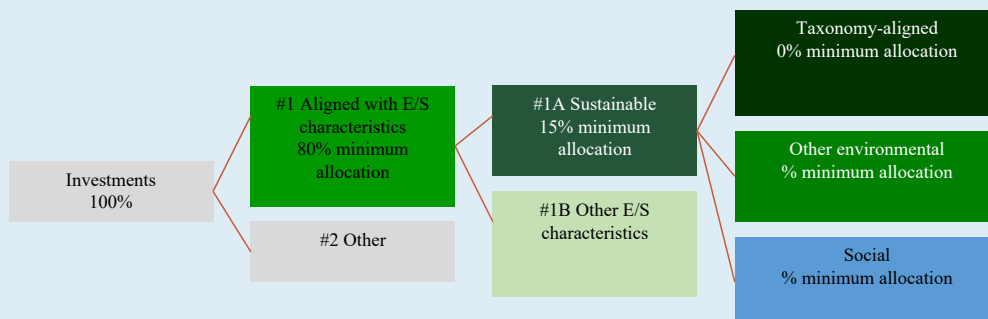 Investments
100%
#1 Aligned with E/S
characteristics
80% minimum
allocation
#2 Other
#1A Sustainable
15% minimum
allocation
#1B Other E/S
characteristics
Taxonomy-aligned
0% minimum allocation
Other environmental
% minimum allocation
Social
% minimum allocation